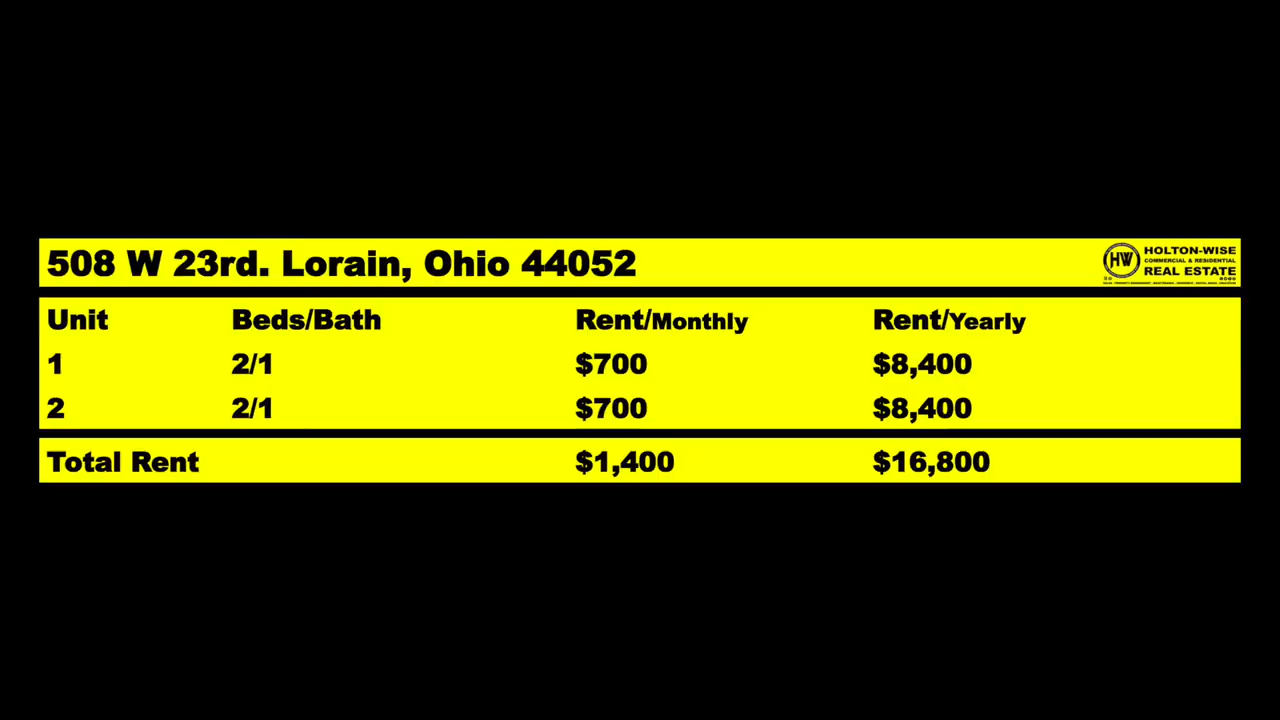 508 W 23rd. Lorain, Ohio 44052
HW
HOLTON-WISE
COMMERCIAL & RESIDENTIAL
REAL ESTATE
Unit Beds/Bath Rent/Monthly Rent/Yearly
1 2/1 $700 $8,400
2 2/1 $700 $8,400
Total Rent $1,400 $16,800